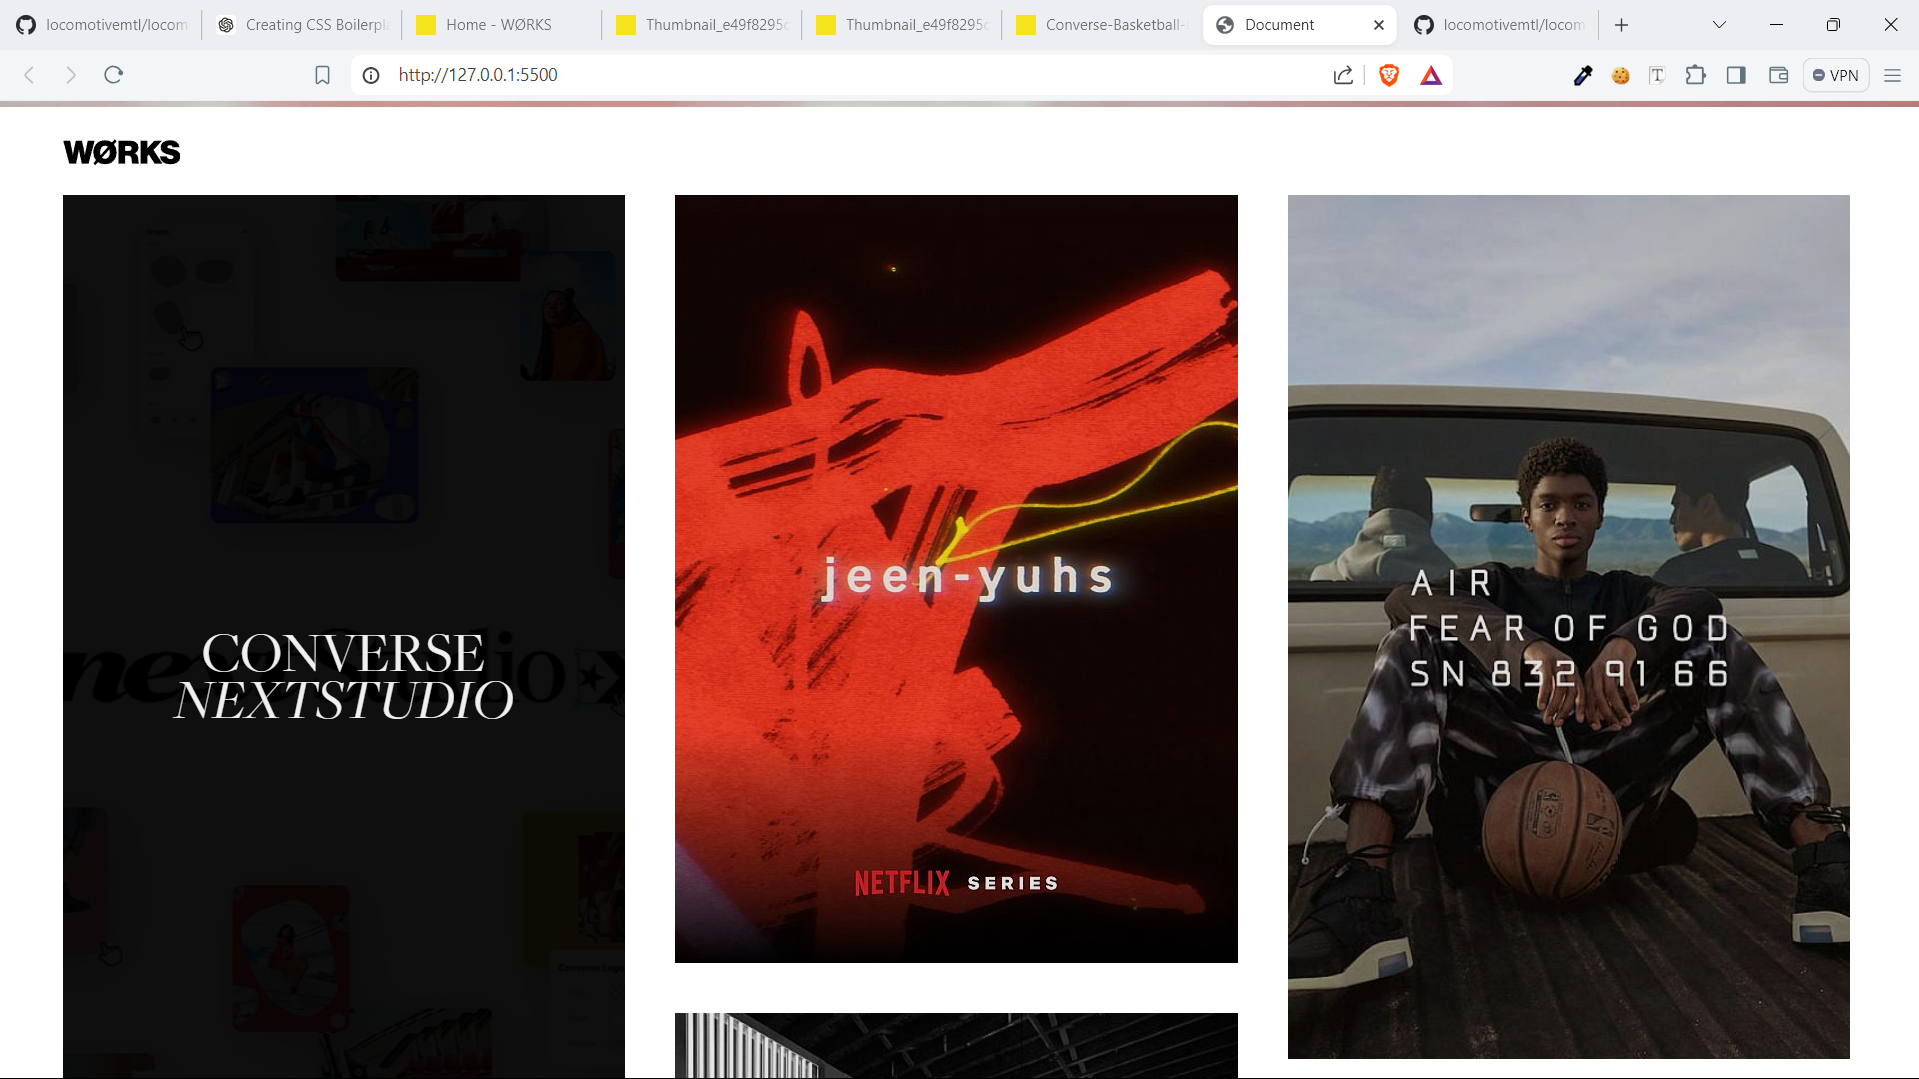 locomotivemtl/locom
Creating CSS Boilerpla
Home - WØRKS
Thumbnail_e49f8295c
Thumbnail_e49f8295c
Converse-Basketball-
Document
locomotivemtl/locom
http://127.0.0.1:5500
VPN
WØRKS
CONVERSE
NEXTSTUDIO
jeen-yuhs
NETFLIX SERIES
AIR
FEAR OF GOD
SN 832 91 66